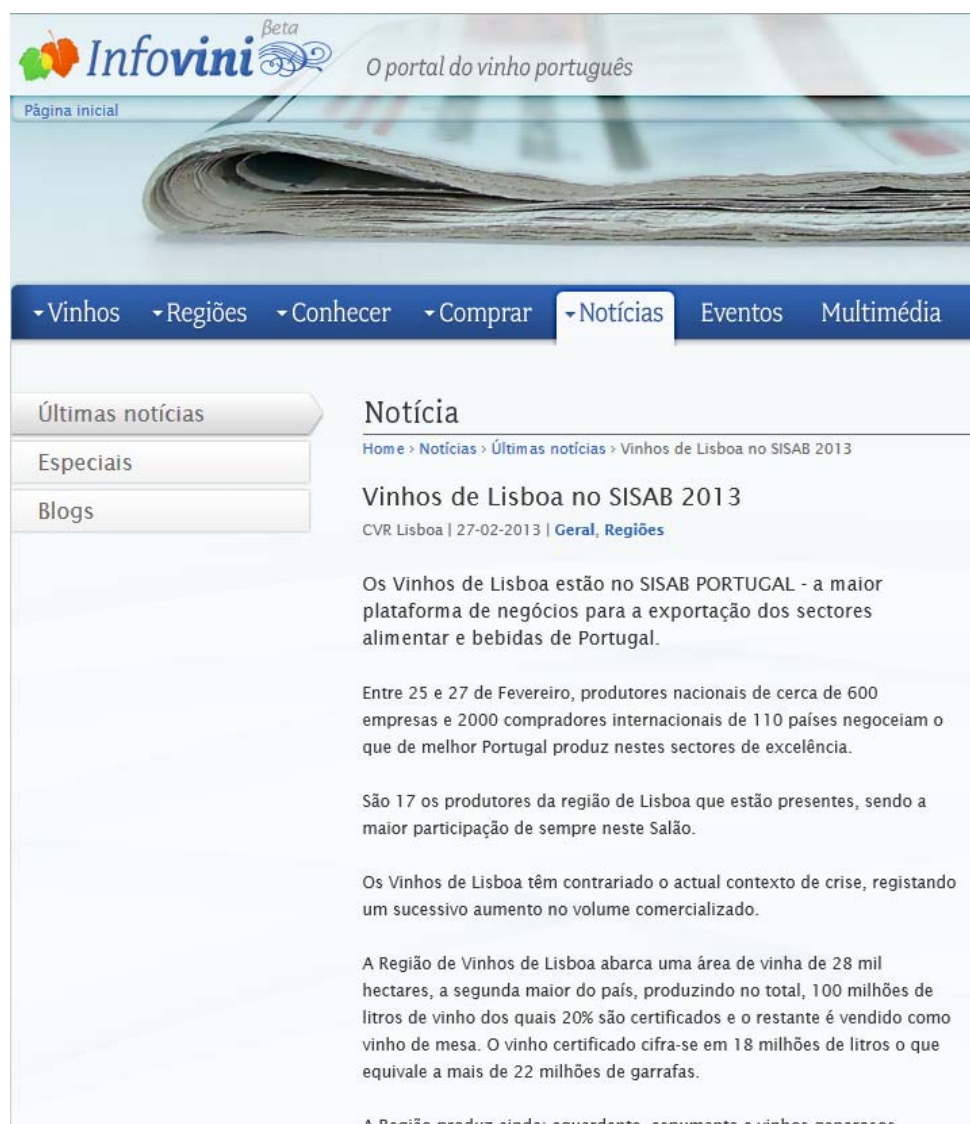 Infovini Beta
O portal do vinho português
Página inicial
Vinhos Regiões Conhecer Comprar Notícias Eventos Multimédia
Últimas notícias
Especiais
Blogs
Notícia
Home › Notícias › Últimas notícias › Vinhos de Lisboa no SISAB 2013
Vinhos de Lisboa no SISAB 2013
CVR Lisboa | 27-02-2013 | Geral, Regiões
Os Vinhos de Lisboa estão no SISAB PORTUGAL - a maior
plataforma de negócios para a exportação dos sectores
alimentar e bebidas de Portugal.
Entre 25 e 27 de Fevereiro, produtores nacionais de cerca de 600
empresas e 2000 compradores internacionais de 110 países negoceiam o
que de melhor Portugal produz nestes sectores de excelência.
São 17 os produtores da região de Lisboa que estão presentes, sendo a
maior participação de sempre neste Salão.
Os Vinhos de Lisboa têm contrariado o actual contexto de crise, registando
um sucessivo aumento no volume comercializado.
A Região de Vinhos de Lisboa abarca uma área de vinha de 28 mil
hectares, a segunda maior do país, produzindo no total, 100 milhões de
litros de vinho dos quais 20% são certificados e o restante é vendido como
vinho de mesa. O vinho certificado cifra-se em 18 milhões de litros o que
equivale a mais de 22 milhões de garrafas.